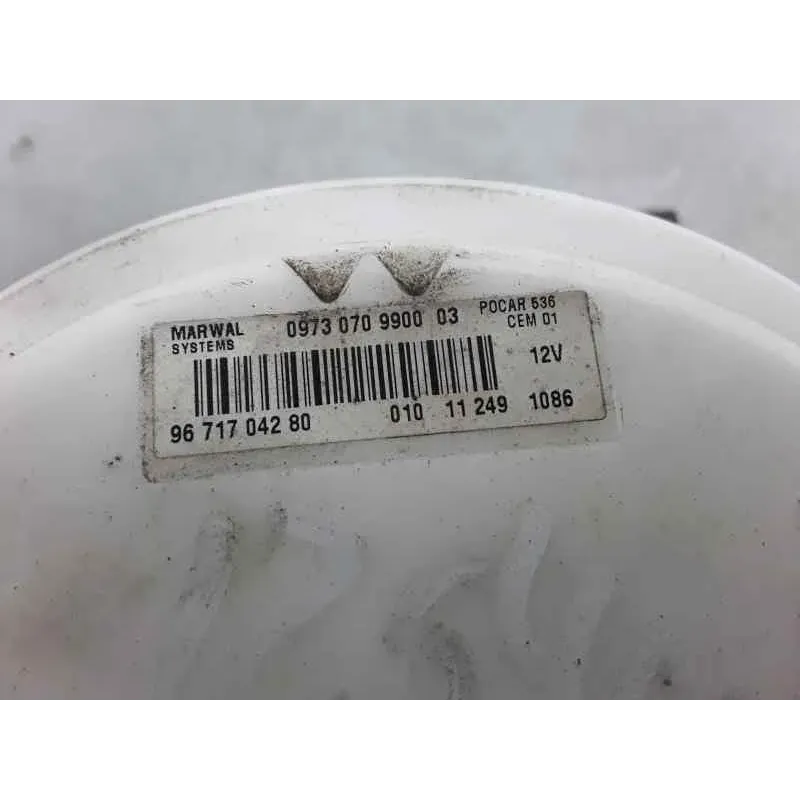 MARWAL 0973 070 9900 03 POCAR 536
SYSTEMS CEM 01
12V
96 717 042 80 010 11 249 1086